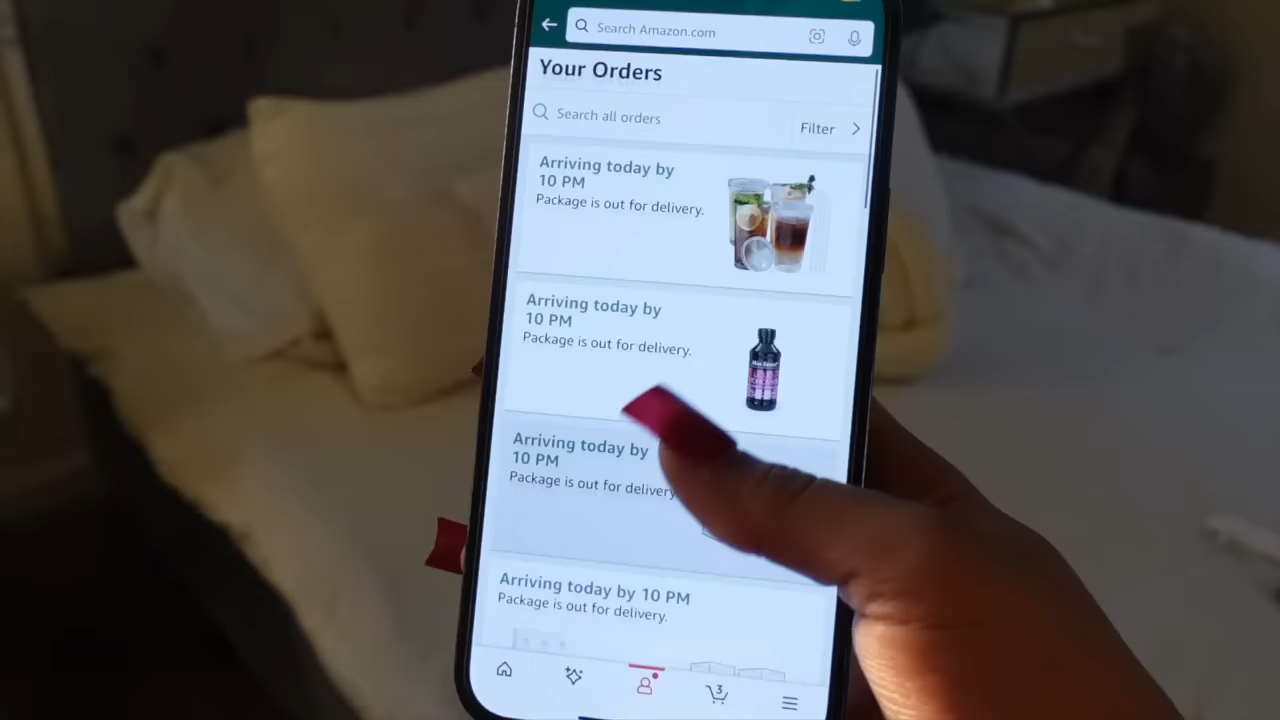 Search Amazon.com
Your Orders
Search all orders
Filter
Arriving today by
10 PM
Package is out for delivery.
Arriving today by
10 PM
Package is out for delivery.
Arriving today by
10 PM
Package is out for delivery
Arriving today by 10 PM
Package is out for delivery.
3